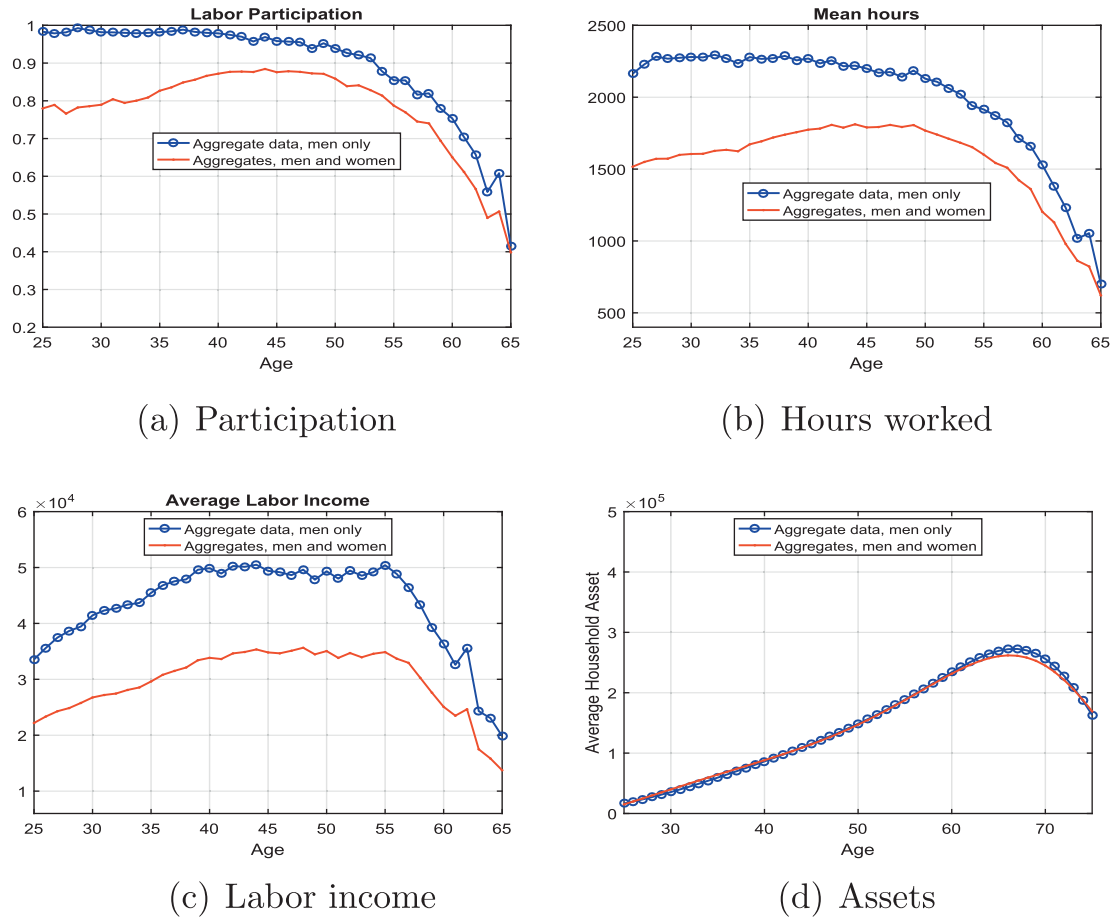 Labor Participation
1
0.9
0.8
0.7
0.6
0.5
0.4
0.3
0.2
Aggregate data, men only
Aggregates, men and women
25 30 35 40 45 50 55 60 65
Age
(a) Participation
Mean hours
2500
2000
1500
1000
500
Aggregate data, men only
Aggregates, men and women
25 30 35 40 45 50 55 60 65
Age
(b) Hours worked
×10⁴
Average Labor Income
6
5
4
3
2
1
Aggregate data, men only
Aggregates, men and women
25 30 35 40 45 50 55 60 65
Age
(c) Labor income
×10⁵
5
4
3
2
1
0
Average Household Asset
Aggregate data, men only
Aggregates, men and women
30 40 50 60 70
Age
(d) Assets